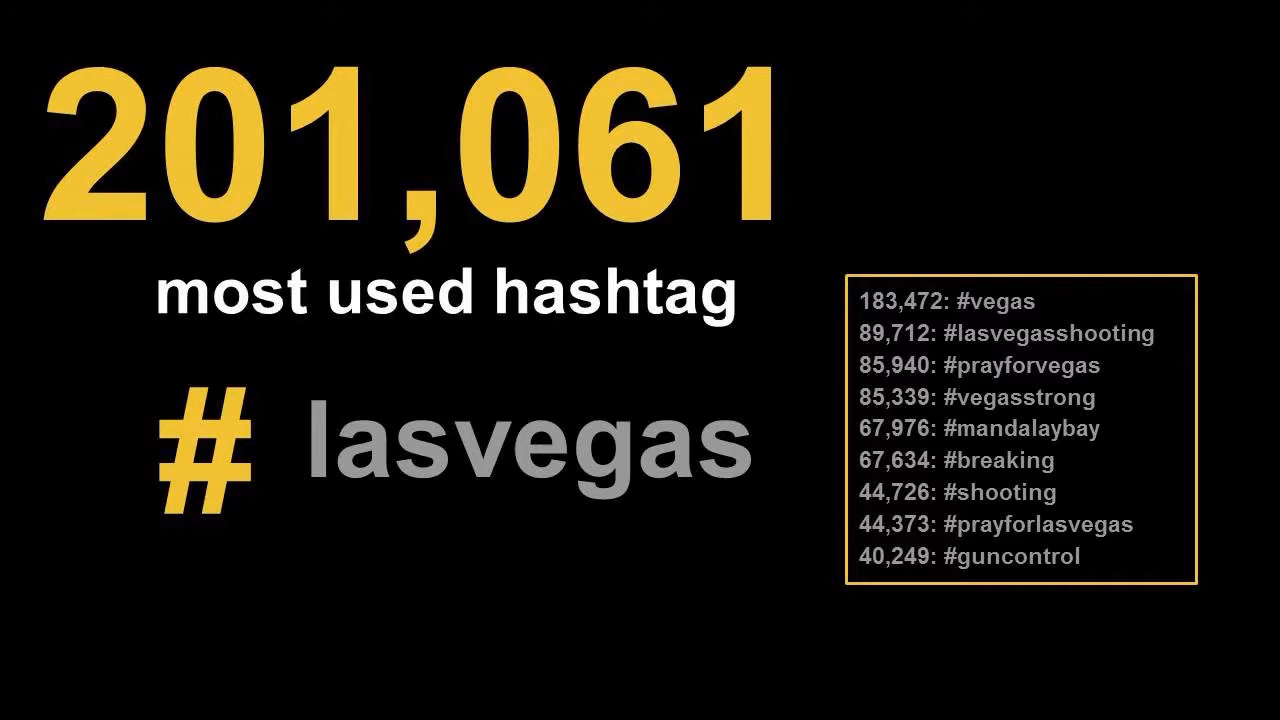 201,061
most used hashtag
# lasvegas
183,472: #vegas
89,712: #lasvegasshooting
85,940: #prayforvegas
85,339: #vegasstrong
67,976: #mandalaybay
67,634: #breaking
44,726: #shooting
44,373: #prayforlasvegas
40,249: #guncontrol